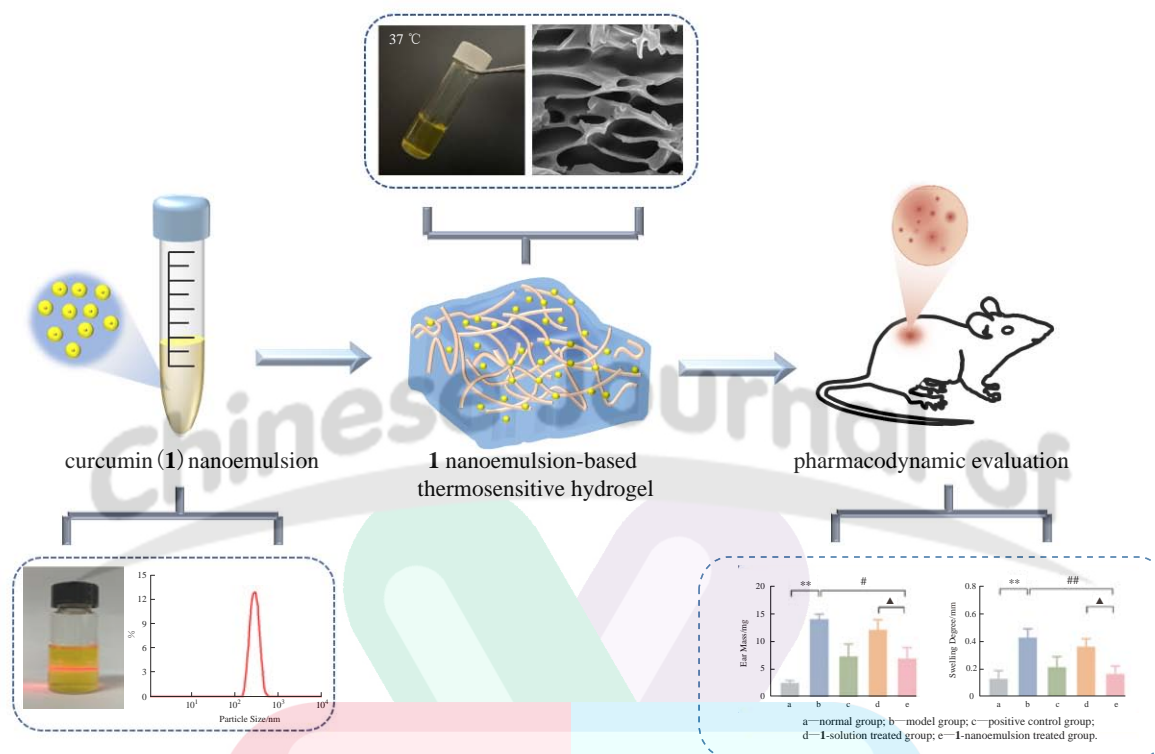 37 ℃
curcumin (1) nanoemulsion
1 nanoemulsion-based
thermosensitive hydrogel
pharmacodynamic evaluation
Chinese Journal of
15
12
9
6
3
0
%
10¹ 10² 10³ 10⁴
Particle Size/nm
20
15
10
5
0
Ear Mass/mg
** # ▲
a b c d e
0.8
0.6
0.4
0.2
0
Swelling Degree/mm
** ## ▲
a b c d e
a—normal group; b—model group; c—positive control group;
d—1-solution treated group; e—1-nanoemulsion treated group.